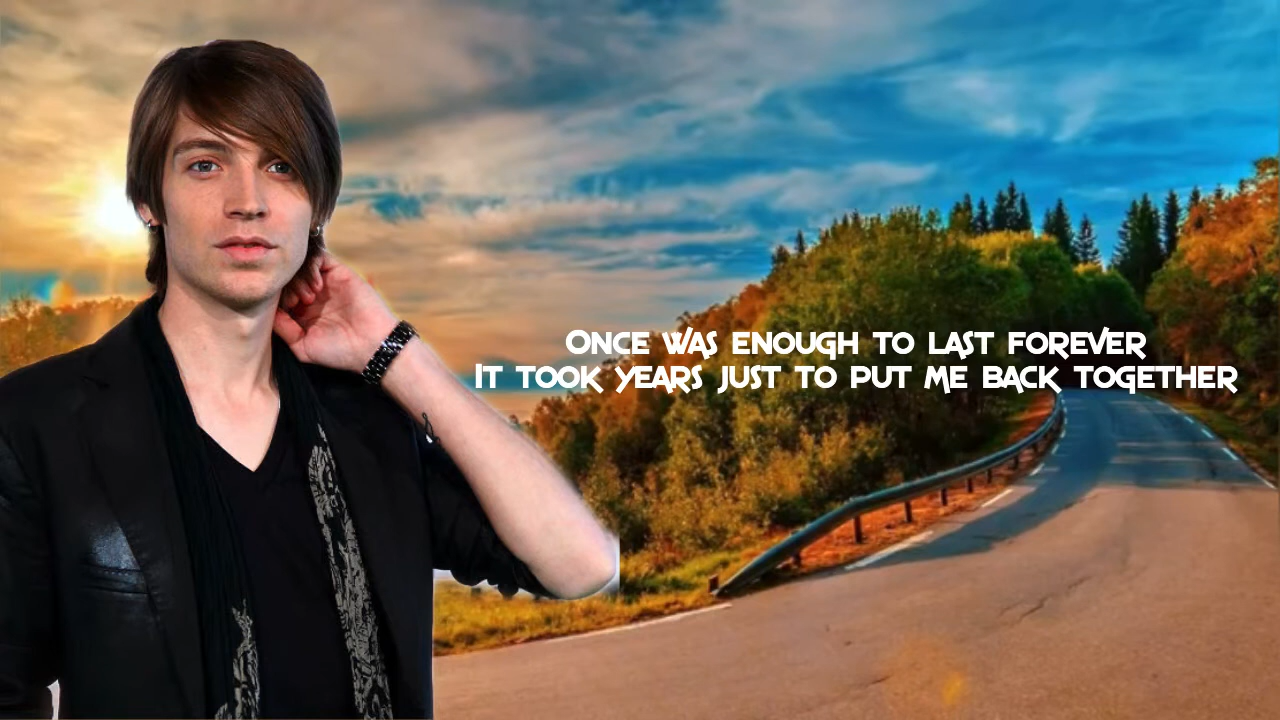 Once was enough to last forever
It took years just to put me back together